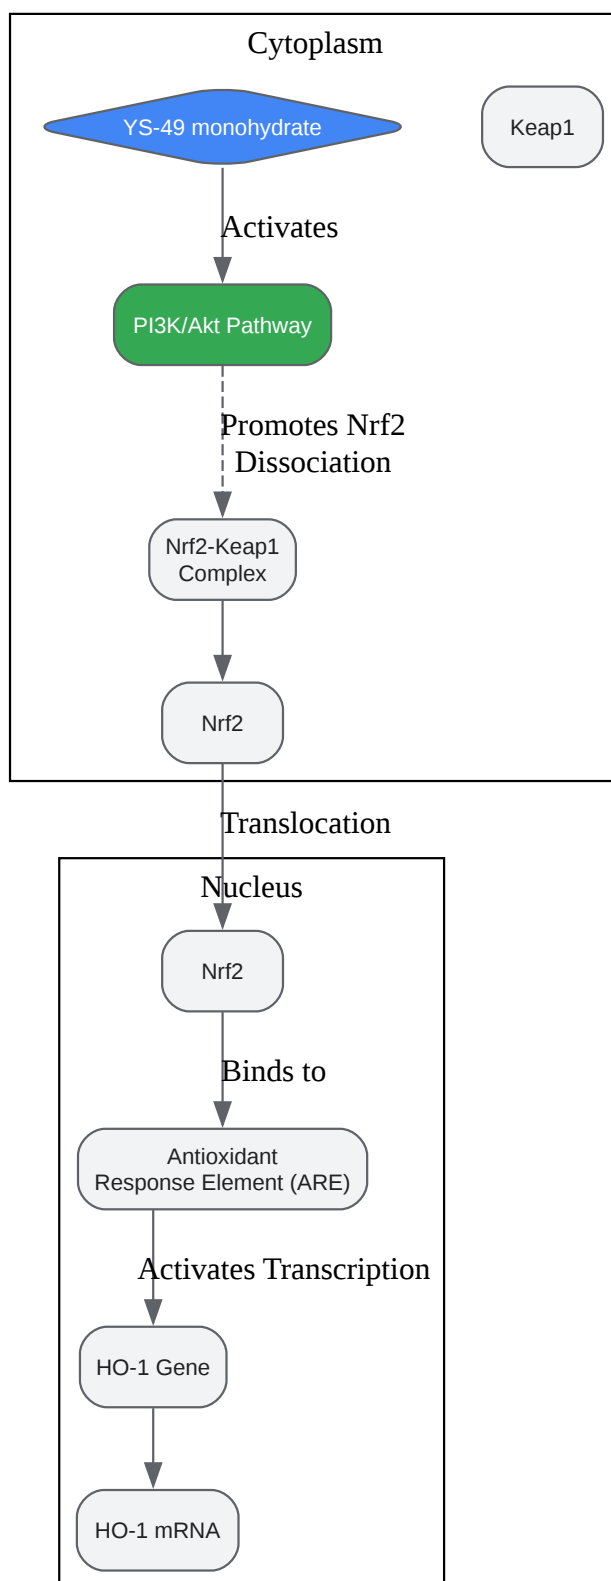 Cytoplasm
YS-49 monohydrate
Keap1
Activates
PI3K/Akt Pathway
Promotes Nrf2
Dissociation
Nrf2-Keap1
Complex
Nrf2
Translocation
Nucleus
Nrf2
Binds to
Antioxidant
Response Element (ARE)
Activates Transcription
HO-1 Gene
HO-1 mRNA